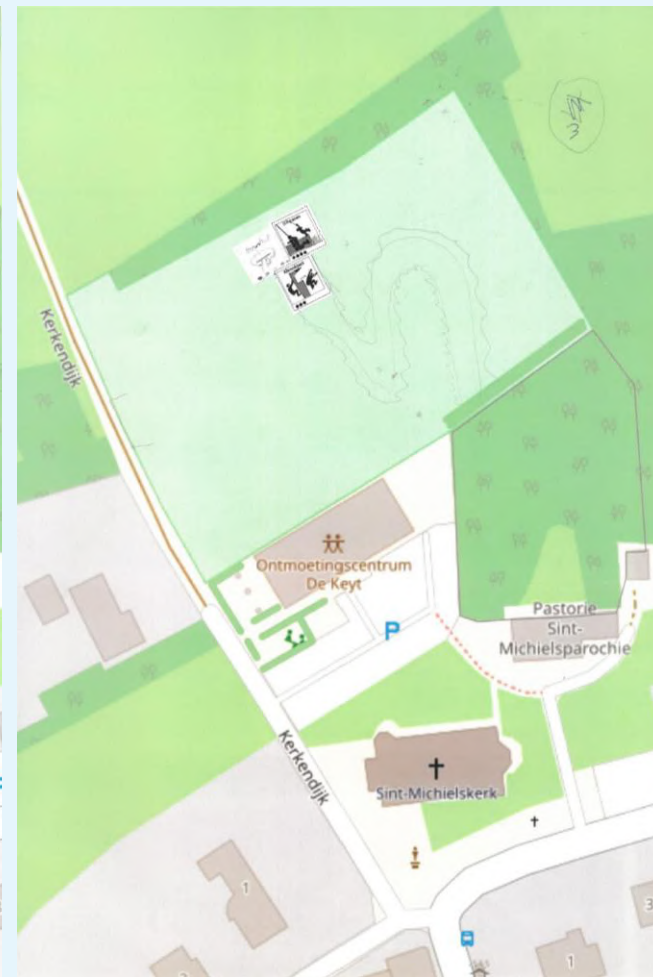 Kerkendijk
Ontmoetingscentrum
De Keyt
P
Pastorie
Sint-
Michielsparochie
Kerkendijk
Sint-Michielskerk
1
1
3